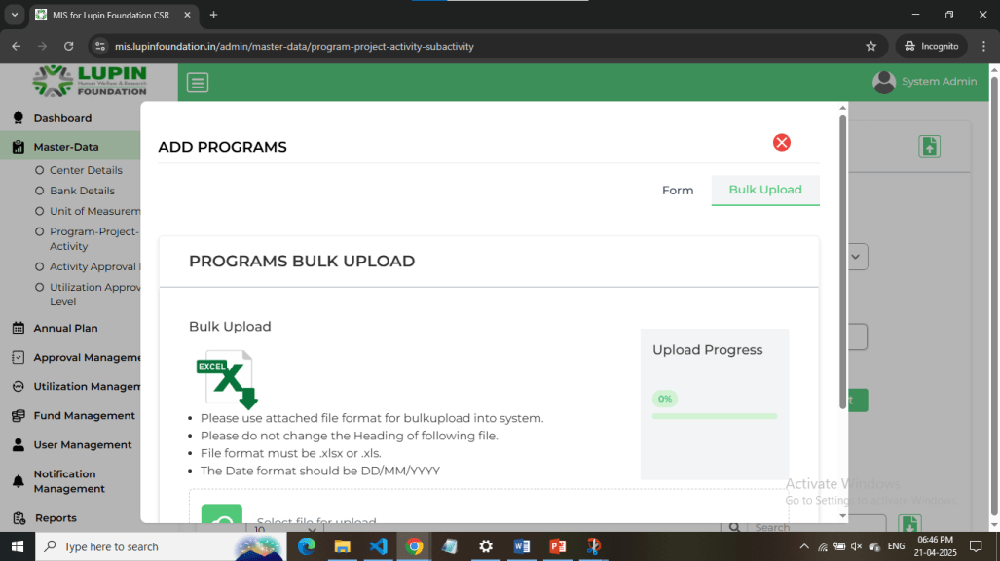 MIS for Lupin Foundation CSR
mis.lupinfoundation.in/admin/master-data/program-project-activity-subactivity
Incognito
LUPIN
Human Welfare & Research
FOUNDATION
System Admin
Dashboard
Master-Data
Center Details
Bank Details
Unit of Measurem
Program-Project-
Activity
Activity Approval
Utilization Approv
Level
Annual Plan
Approval Manageme
Utilization Managem
Fund Management
User Management
Notification
Management
Reports
ADD PROGRAMS
Form
Bulk Upload
PROGRAMS BULK UPLOAD
Bulk Upload
EXCEL
X
Please use attached file format for bulkupload into system.
Please do not change the Heading of following file.
File format must be .xlsx or .xls.
The Date format should be DD/MM/YYYY
Upload Progress
0%
t
Select file for upload
10
Search
Activate Windows
Go to Settings to activate Windows.
Type here to search
ENG
06:46 PM
21-04-2025